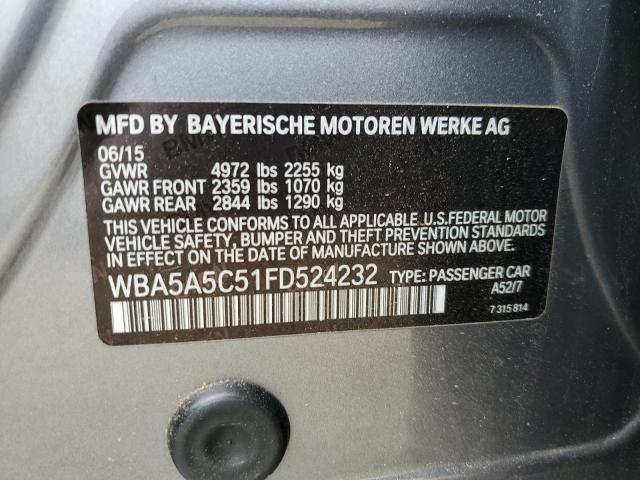 MFD BY BAYERISCHE MOTOREN WERKE AG
06/15
GVWR 4972 lbs 2255 kg
GAWR FRONT 2359 lbs 1070 kg
GAWR REAR 2844 lbs 1290 kg
THIS VEHICLE CONFORMS TO ALL APPLICABLE U.S.FEDERAL MOTOR
VEHICLE SAFETY, BUMPER AND THEFT PREVENTION STANDARDS
IN EFFECT ON THE DATE OF MANUFACTURE SHOWN ABOVE.
WBA5A5C51FD524232 TYPE: PASSENGER CAR
A52/7
7 315 814